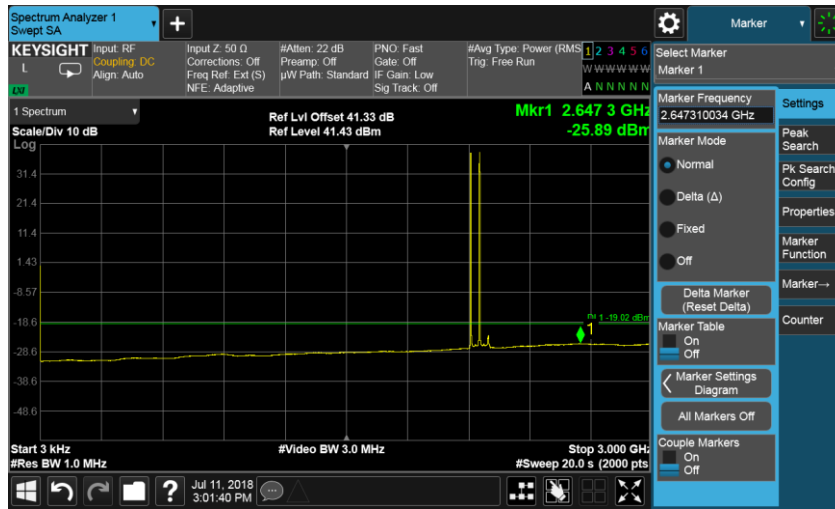 Spectrum Analyzer 1
Swept SA
Marker
KEYSIGHT
L
LXI
Input: RF
Coupling: DC
Align: Auto
Input Z: 50 Ω
Corrections: Off
Freq Ref: Ext (S)
NFE: Adaptive
#Atten: 22 dB
Preamp: Off
µW Path: Standard
PNO: Fast
Gate: Off
IF Gain: Low
Sig Track: Off
#Avg Type: Power (RMS
Trig: Free Run
1 2 3 4 5 6
W W W W W W
A N N N N N
Select Marker
Marker 1
1 Spectrum
Scale/Div 10 dB
Log
Ref Lvl Offset 41.33 dB
Ref Level 41.43 dBm
Mkr1 2.647 3 GHz
-25.89 dBm
31.4
21.4
11.4
1.43
-8.57
-18.6
-28.6
-38.6
-48.6
DL1 -19.02 dBm
1
Start 3 kHz
#Res BW 1.0 MHz
#Video BW 3.0 MHz
Stop 3.000 GHz
#Sweep 20.0 s (2000 pts
Marker Frequency
2.647310034 GHz
Marker Mode
Normal
Delta (Δ)
Fixed
Off
Delta Marker
(Reset Delta)
Marker Table
On
Off
Marker Settings
Diagram
All Markers Off
Couple Markers
On
Off
Settings
Peak
Search
Pk Search
Config
Properties
Marker
Function
Marker→
Counter
?
Jul 11, 2018
3:01:40 PM